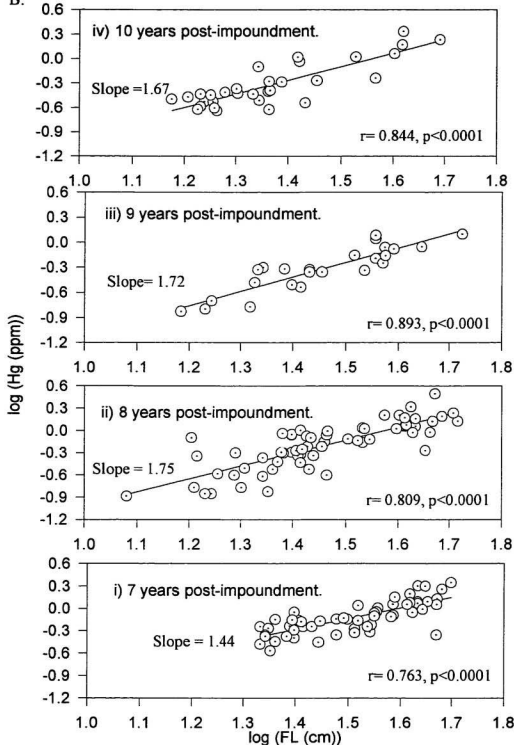 B.
0.6
iv) 10 years post-impoundment.
0.3
0.0
Slope =1.67
-0.3
-0.6
-0.9
r= 0.844, p<0.0001
-1.2
1.0 1.1 1.2 1.3 1.4 1.5 1.6 1.7 1.8
0.6
iii) 9 years post-impoundment.
0.3
0.0
-0.3
Slope= 1.72
-0.6
-0.9
r= 0.893, p<0.0001
-1.2
1.0 1.1 1.2 1.3 1.4 1.5 1.6 1.7 1.8
log (Hg (ppm))
0.6
ii) 8 years post-impoundment.
0.3
0.0
-0.3
Slope= 1.75
-0.6
-0.9
r= 0.809, p<0.0001
-1.2
1.0 1.1 1.2 1.3 1.4 1.5 1.6 1.7 1.8
0.6
i) 7 years post-impoundment.
0.3
0.0
-0.3
Slope = 1.44
-0.6
-0.9
r= 0.763, p<0.0001
-1.2
1.0 1.1 1.2 1.3 1.4 1.5 1.6 1.7 1.8
log (FL (cm))